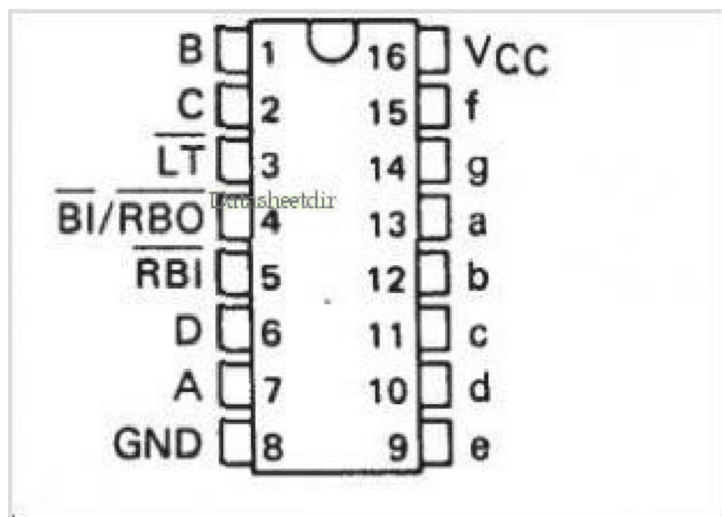 B 1 16 VCC
C 2 15 f
LT 3 14 g
Datasheetdir
BI/RBO 4 13 a
RBI 5 12 b
D 6 11 c
A 7 10 d
GND 8 9 e